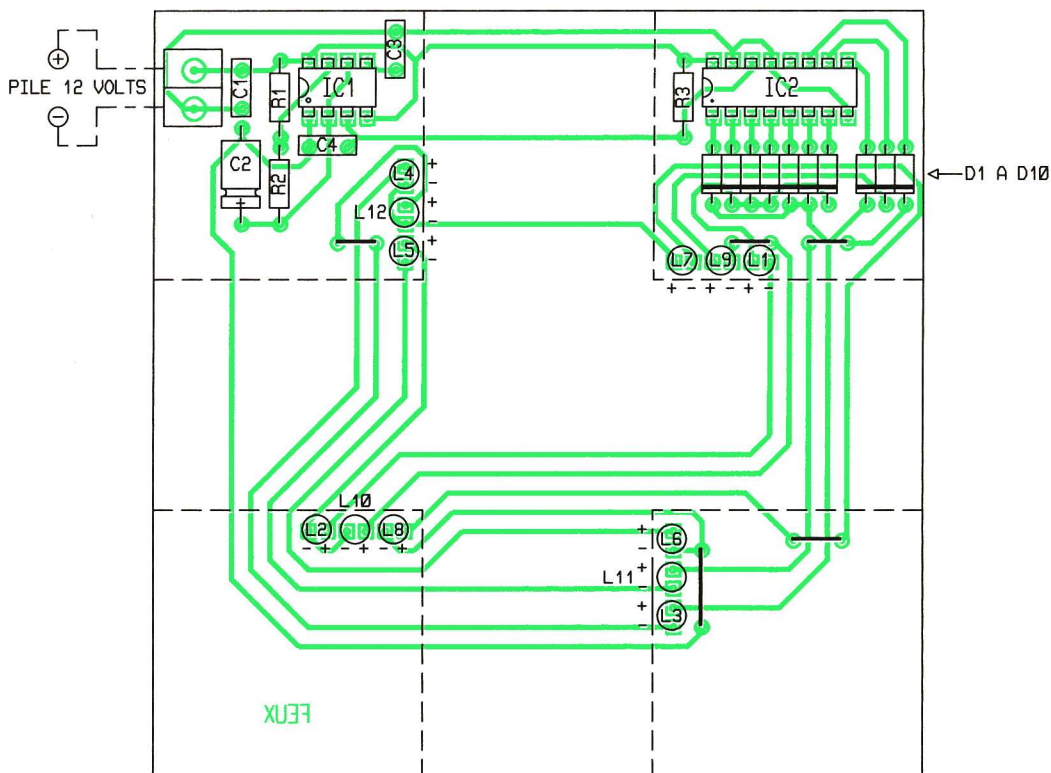 C3
+
PILE 12 VOLTS
-
C1
R1
IC1
R3
IC2
C4
C2
+
R2
L4
+
-
L12
+
-
L5
+
-
D1 A D10
L7
L9
L1
+ - + - + -
L10
L2
L8
- + - + - +
+
L6
-
+
L11
-
+
L3
-
FEUX